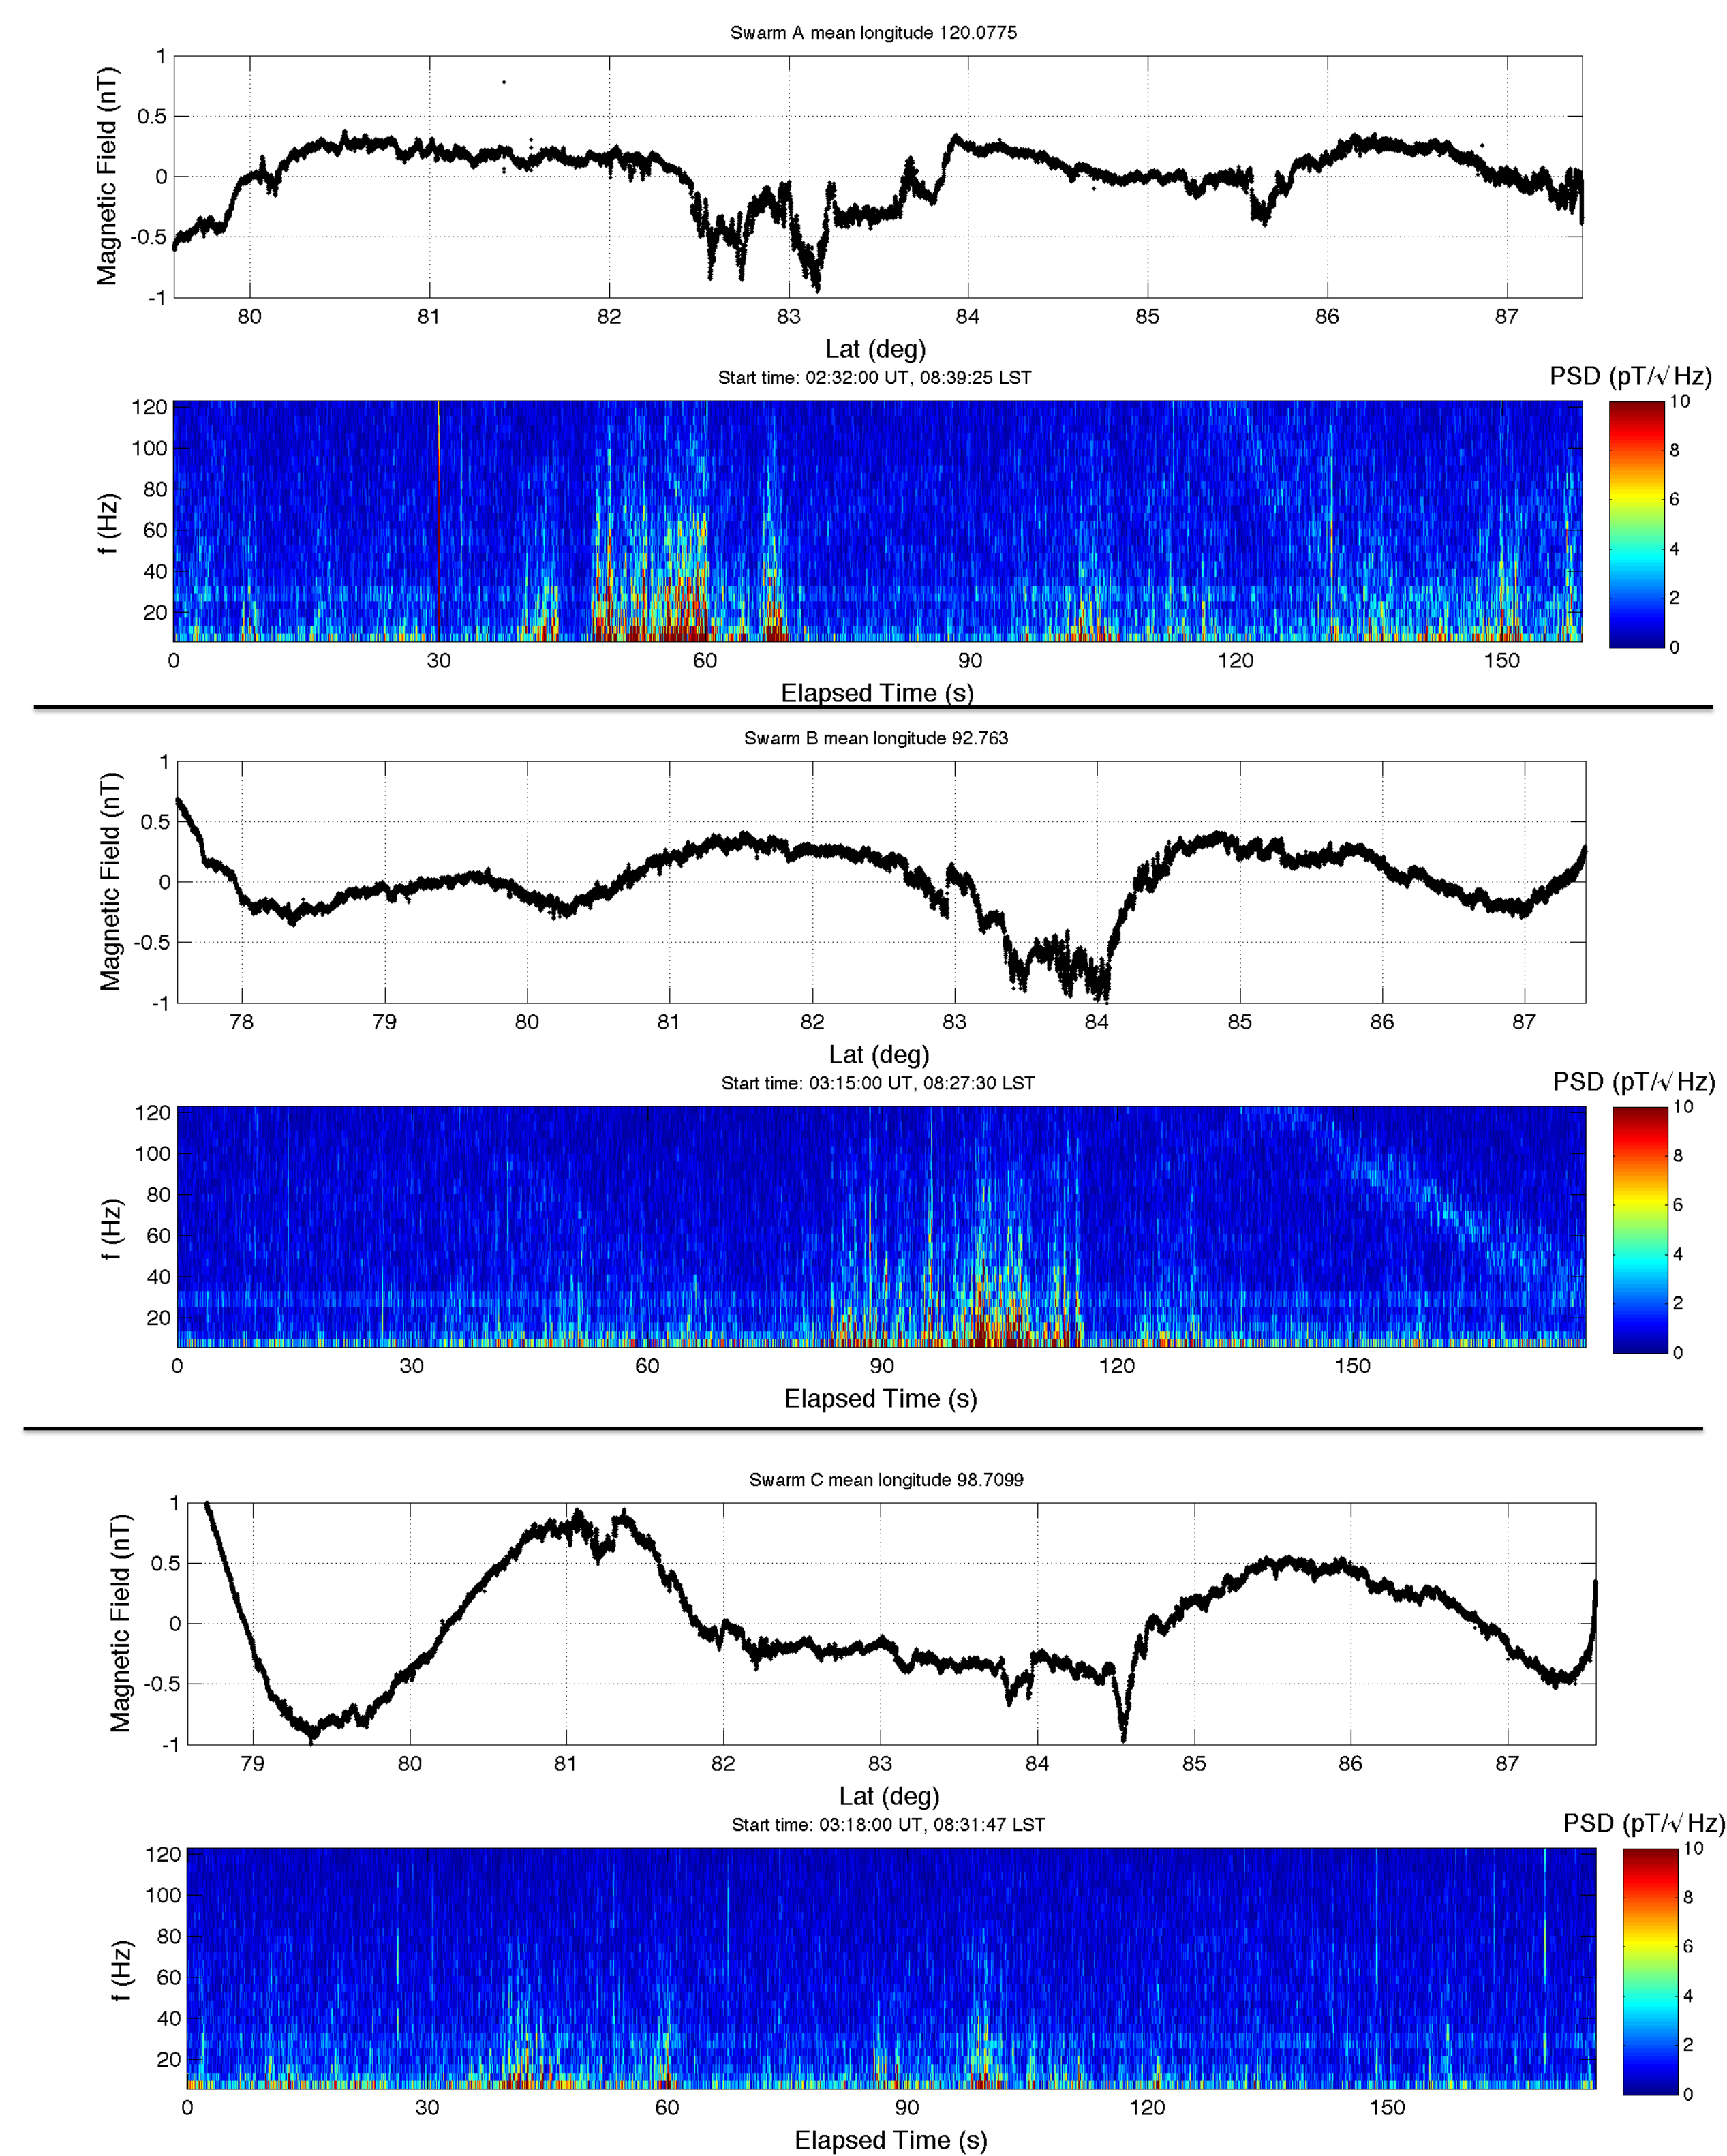 Swarm A mean longitude 120.0775
Magnetic Field (nT)
1
0.5
0
-0.5
-1
80 81 82 83 84 85 86 87
Lat (deg)
Start time: 02:32:00 UT, 08:39:25 LST
PSD (pT/√Hz)
f (Hz)
120
100
80
60
40
20
0 30 60 90 120 150
Elapsed Time (s)
10
8
6
4
2
0
Swarm B mean longitude 92.763
Magnetic Field (nT)
1
0.5
0
-0.5
-1
78 79 80 81 82 83 84 85 86 87
Lat (deg)
Start time: 03:15:00 UT, 08:27:30 LST
PSD (pT/√Hz)
f (Hz)
120
100
80
60
40
20
0 30 60 90 120 150
Elapsed Time (s)
10
8
6
4
2
0
Swarm C mean longitude 98.7099
Magnetic Field (nT)
1
0.5
0
-0.5
-1
79 80 81 82 83 84 85 86 87
Lat (deg)
Start time: 03:18:00 UT, 08:31:47 LST
PSD (pT/√Hz)
f (Hz)
120
100
80
60
40
20
0 30 60 90 120 150
Elapsed Time (s)
10
8
6
4
2
0